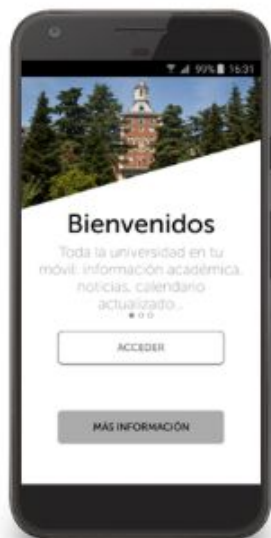 99% 16:31
Bienvenidos
Toda la universidad en tu
móvil: información académica,
noticias, calendario
actualizado...
ACCEDER
MÁS INFORMACIÓN